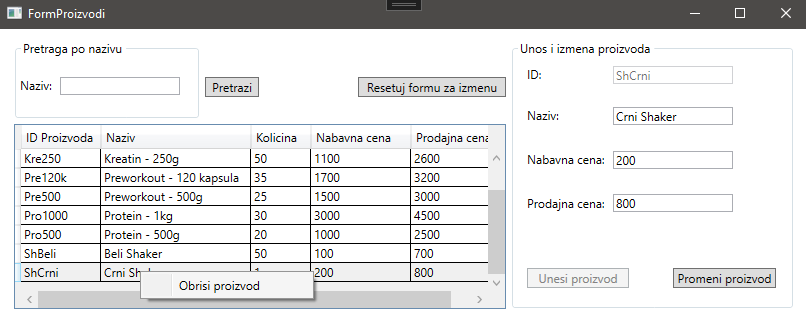 FormProizvodi
Pretraga po nazivu
Naziv:
Pretrazi
Resetuj formu za izmenu
ID Proizvoda Naziv Kolicina Nabavna cena Prodajna cena
Kre250 Kreatin - 250g 50 1100 2600
Pre120k Preworkout - 120 kapsula 35 1700 3200
Pre500 Preworkout - 500g 25 1500 3000
Pro1000 Protein - 1kg 30 3000 4500
Pro500 Protein - 500g 20 1000 2500
ShBeli Beli Shaker 50 100 700
ShCrni Crni 200 800
Obrisi proizvod
Unos i izmena proizvoda
ID: ShCrni
Naziv: Crni Shaker
Nabavna cena: 200
Prodajna cena: 800
Unesi proizvod Promeni proizvod